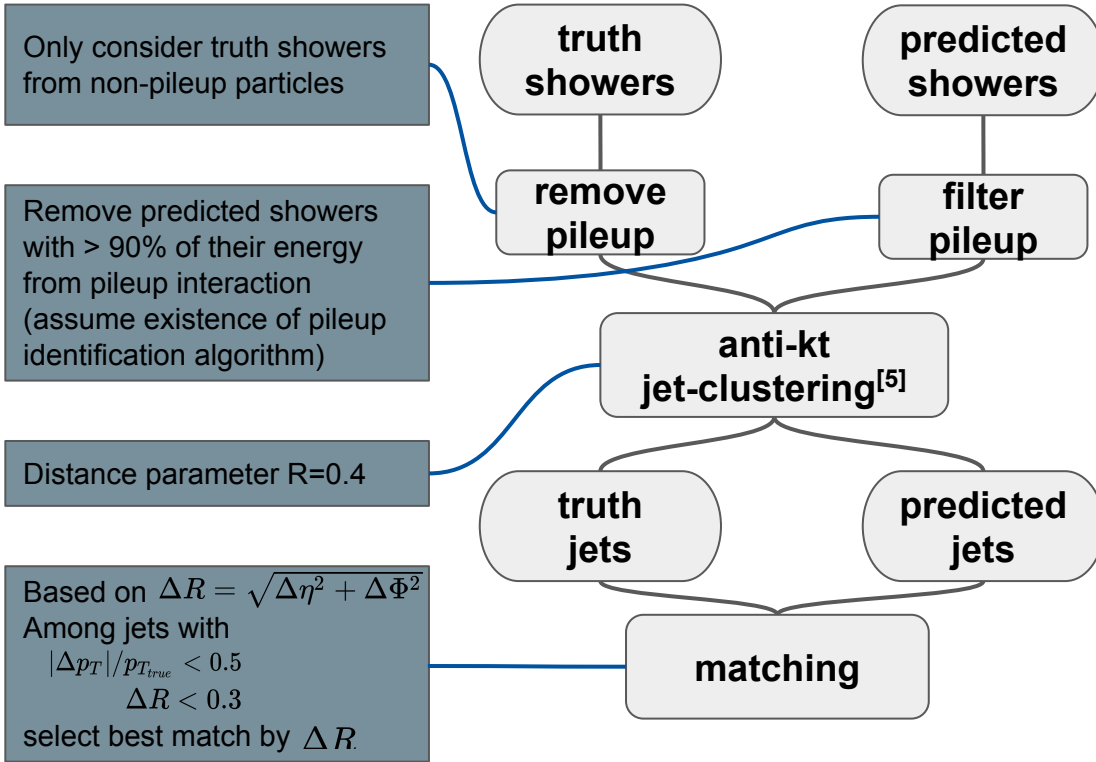 Only consider truth showers
from non-pileup particles
truth
showers
predicted
showers
remove
pileup
filter
pileup
Remove predicted showers
with > 90% of their energy
from pileup interaction
(assume existence of pileup
identification algorithm)
anti-kt
jet-clustering[5]
Distance parameter R=0.4
truth
jets
predicted
jets
Based on ΔR = √(Δη² + ΔΦ²)
Among jets with
|Δp_T|/p_{T_{true}} < 0.5
ΔR < 0.3
select best match by ΔR.
matching